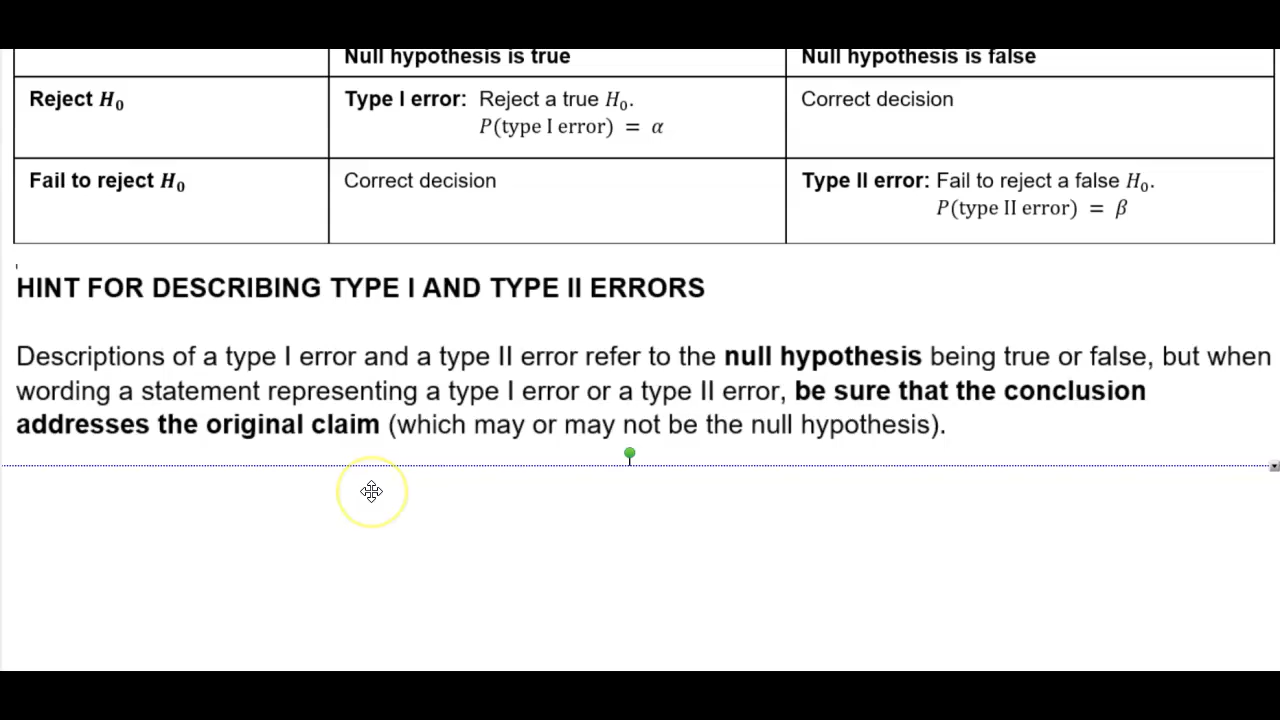 Null hypothesis is true Null hypothesis is false
Reject H₀ Type I error: Reject a true H₀. Correct decision
P(type I error) = α
Fail to reject H₀ Correct decision Type II error: Fail to reject a false H₀.
P(type II error) = β
HINT FOR DESCRIBING TYPE I AND TYPE II ERRORS
Descriptions of a type I error and a type II error refer to the null hypothesis being true or false, but when
wording a statement representing a type I error or a type II error, be sure that the conclusion
addresses the original claim (which may or may not be the null hypothesis).